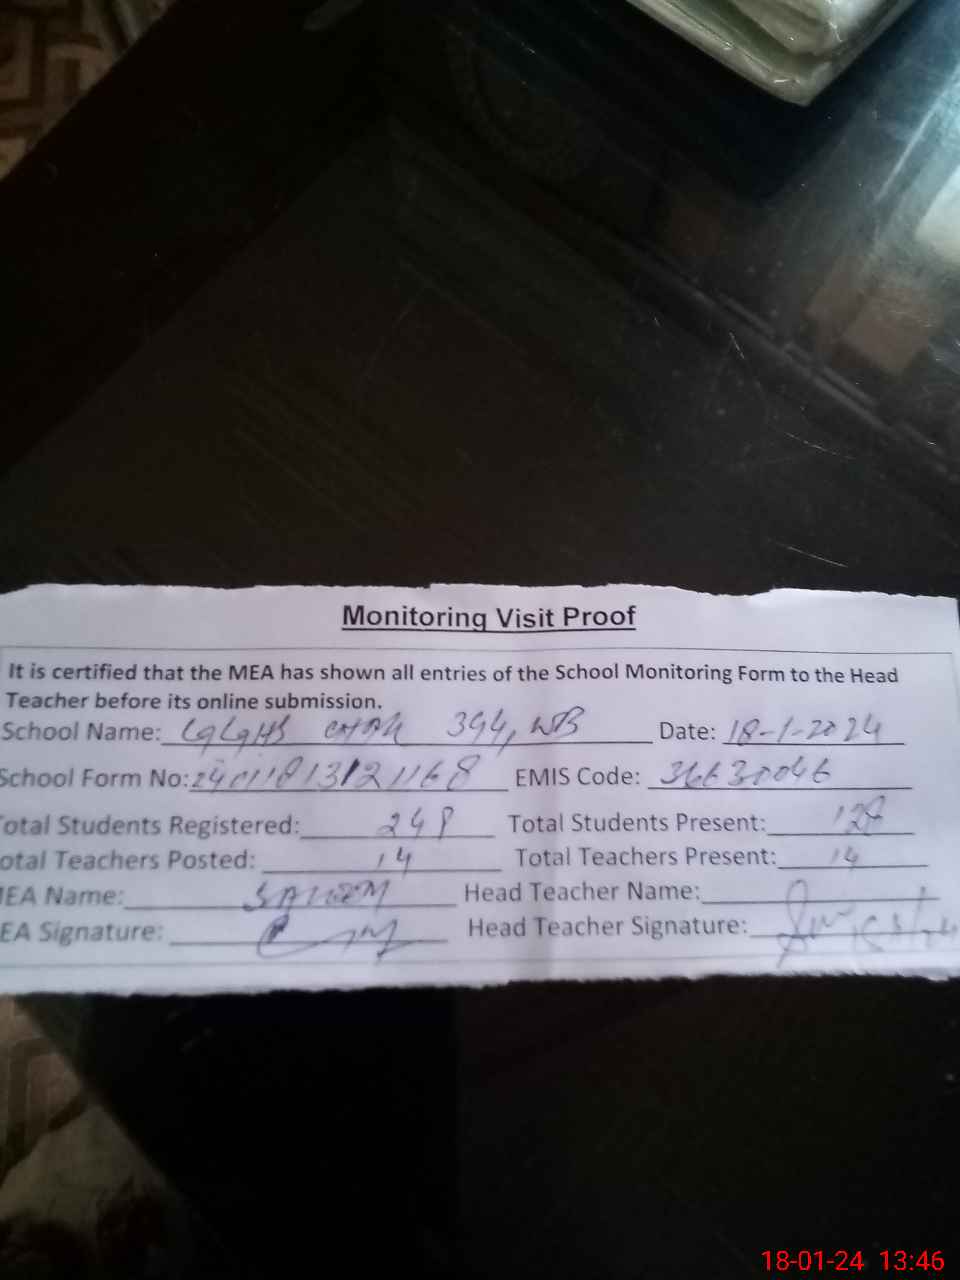 Monitoring Visit Proof
It is certified that the MEA has shown all entries of the School Monitoring Form to the Head
Teacher before its online submission.
School Name: 394, WB Date: 18-1-2024
School Form No: EMIS Code: 36630046
otal Students Registered: 248 Total Students Present: 128
otal Teachers Posted: 14 Total Teachers Present: 14
EA Name: Head Teacher Name:
EA Signature: Head Teacher Signature:
18-01-24 13:46